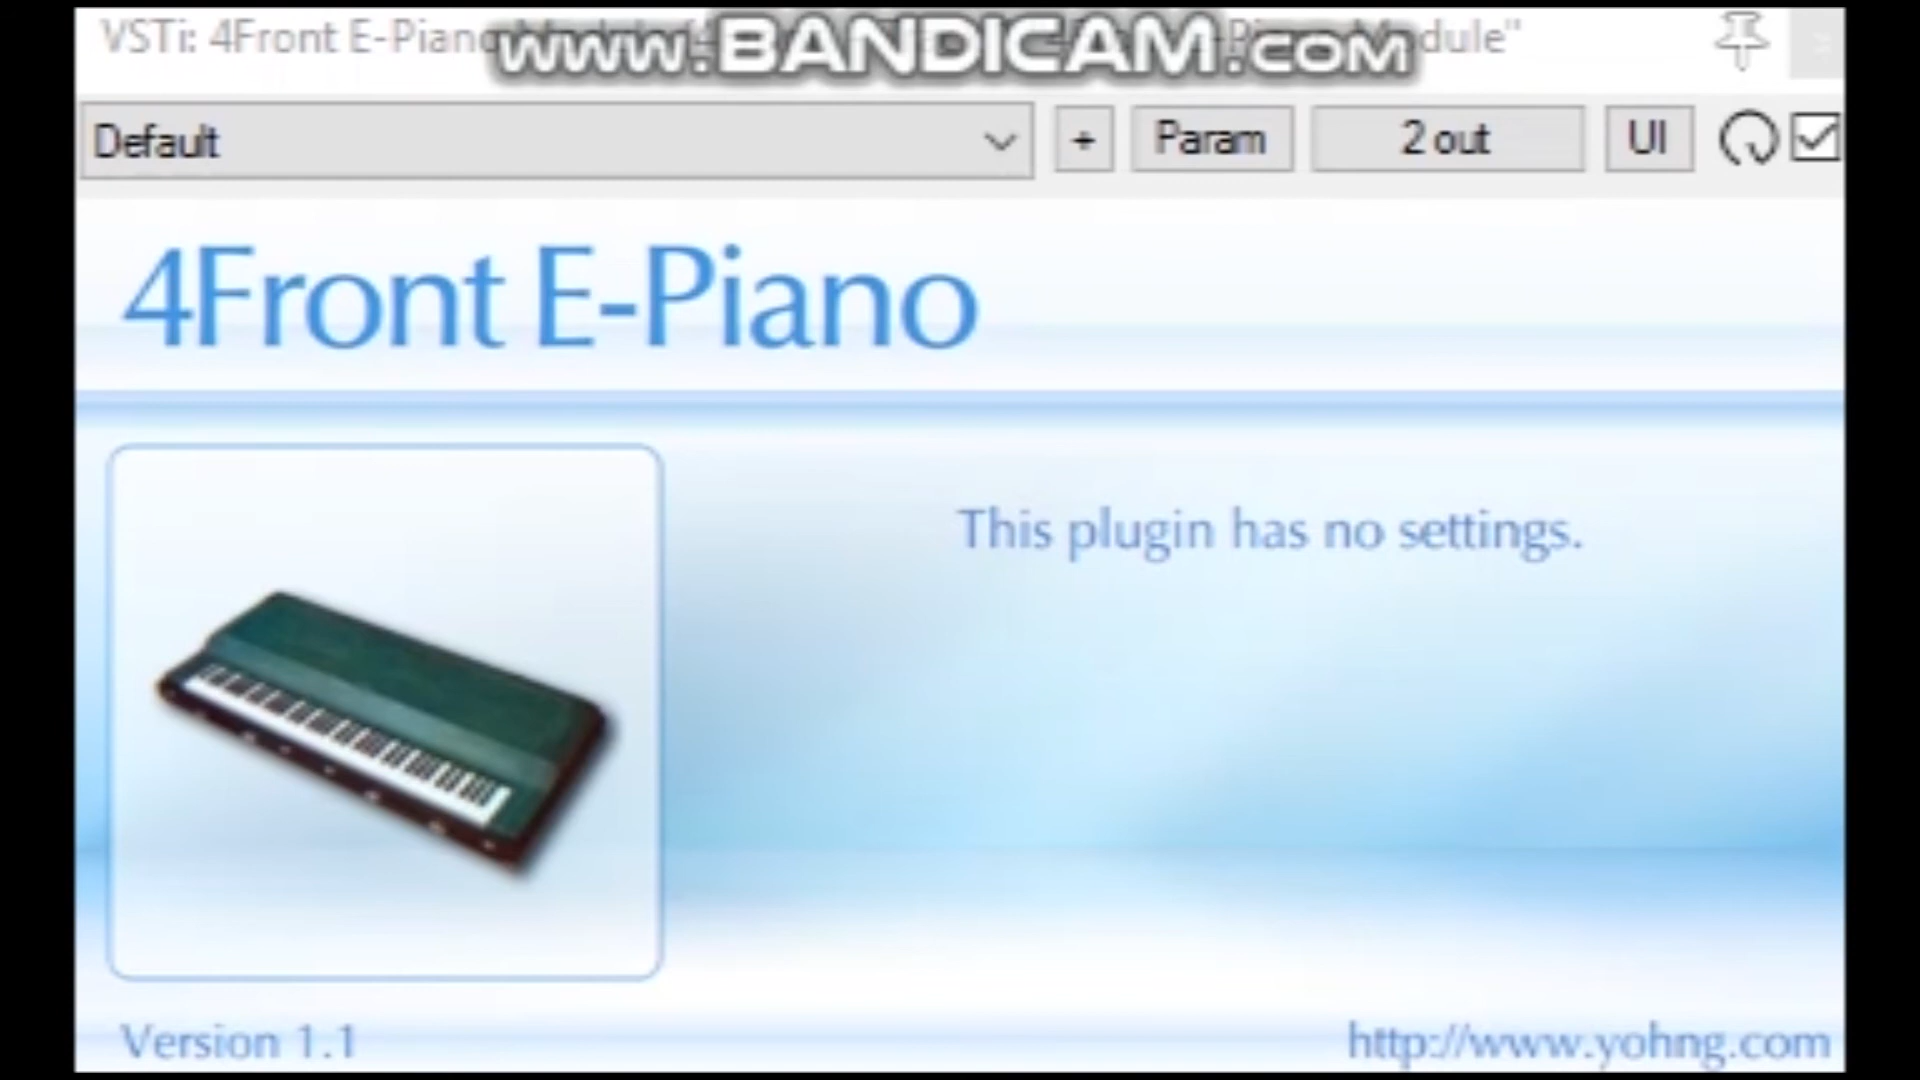 VSTi: 4Front E-Piano
www.BANDICAM.com
Default
+
Param
2 out
UI
4Front E-Piano
This plugin has no settings.
Version 1.1
http://www.yohng.com